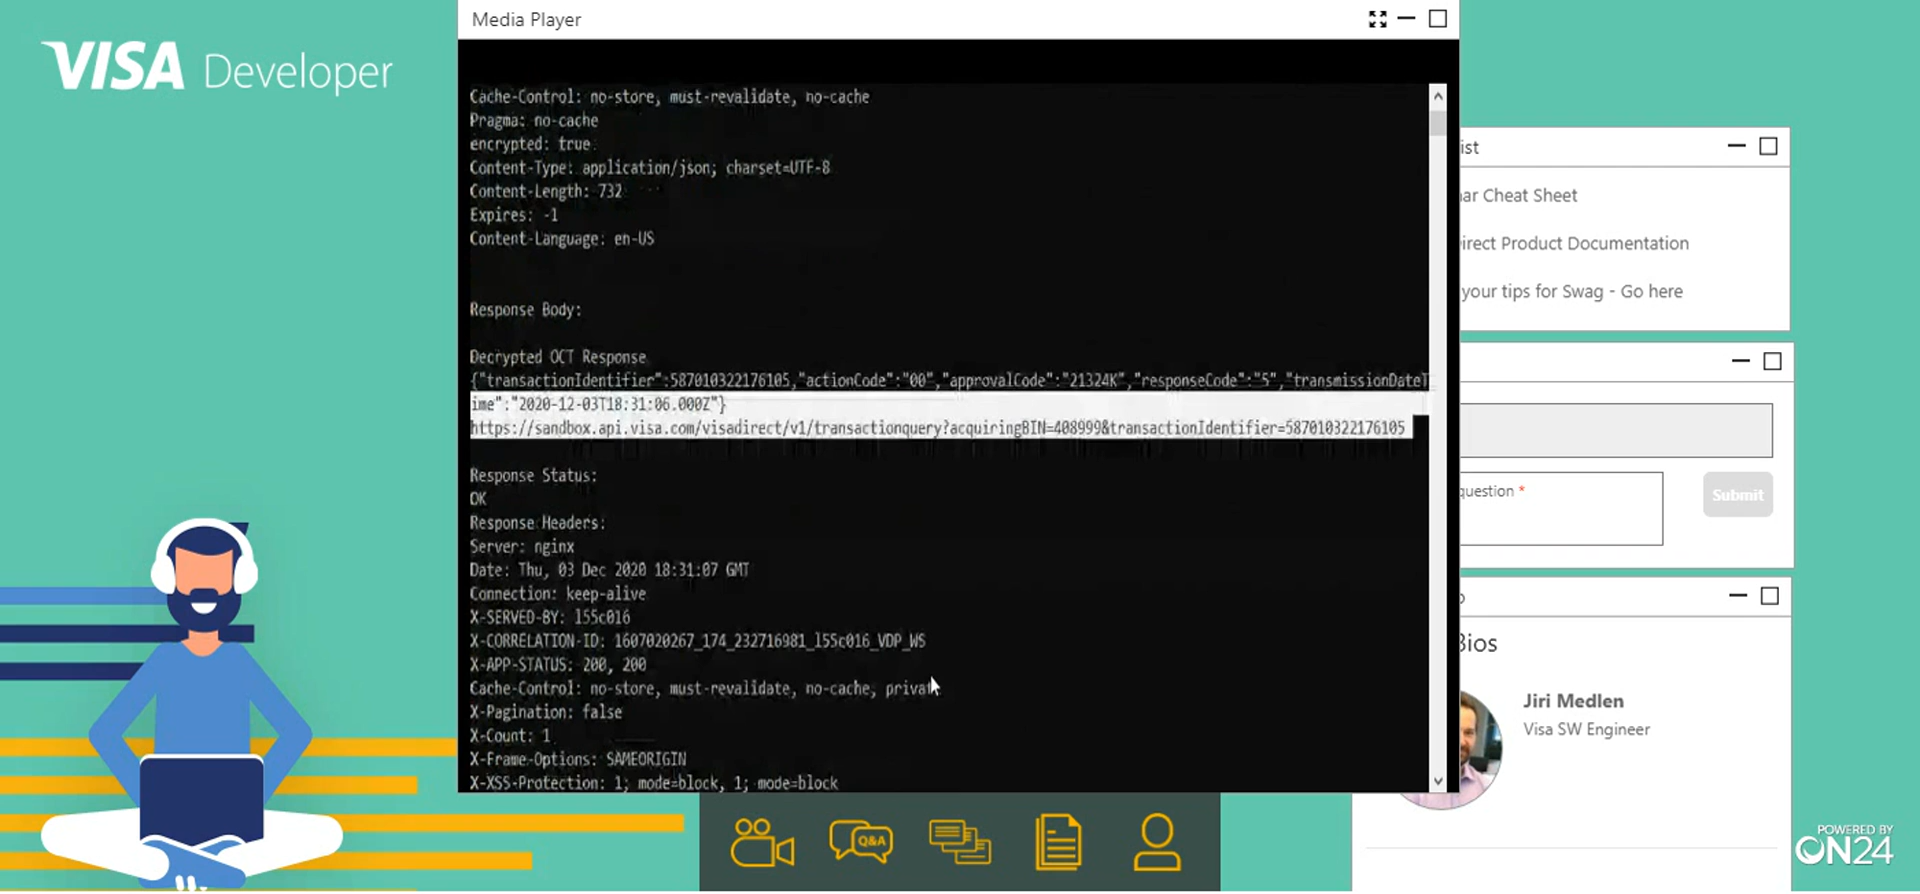 VISA Developer
Media Player
Cache-Control: no-store, must-revalidate, no-cache
Pragma: no-cache
encrypted: true
Content-Type: application/json; charset=UTF-8
Content-Length: 732
Expires: -1
Content-Language: en-US
Response Body:
Decrypted OCT Response
{"transactionIdentifier":587010322176105,"actionCode":"00","approvalCode":"21324K","responseCode":"5","transmissionDateT
ime":"2020-12-03T18:31:06.000Z"}
https://sandbox.api.visa.com/visadirect/v1/transactionquery?acquiringBIN=408999&transactionIdentifier=587010322176105
Response Status:
OK
Response Headers:
Server: nginx
Date: Thu, 03 Dec 2020 18:31:07 GMT
Connection: keep-alive
X-SERVED-BY: l55c016
X-CORRELATION-ID: 1607020267_174_232716981_l55c016_VDP_WS
X-APP-STATUS: 200, 200
Cache-Control: no-store, must-revalidate, no-cache, privat
X-Pagination: false
X-Count: 1
X-Frame-Options: SAMEORIGIN
X-XSS-Protection: 1; mode=block, 1; mode=block
ist
ar Cheat Sheet
irect Product Documentation
your tips for Swag - Go here
question *
Submit
Bios
Jiri Medlen
Visa SW Engineer
Q&A
POWERED BY
ON24